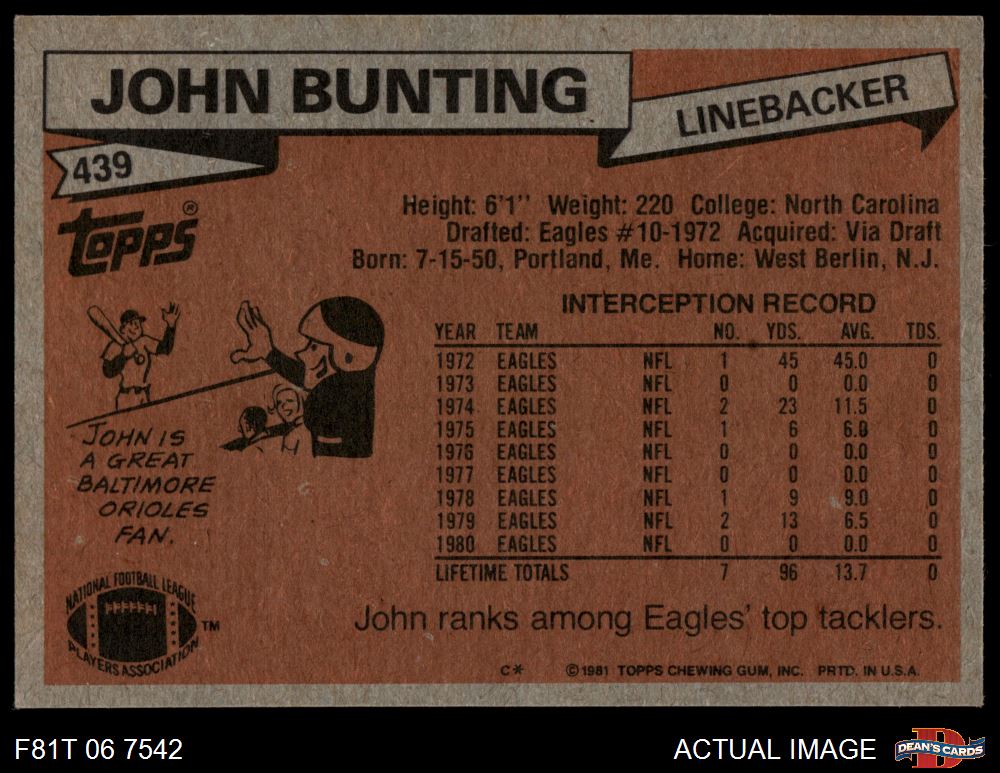 JOHN BUNTING
LINEBACKER
439
TOPPS®
Height: 6'1'' Weight: 220 College: North Carolina
Drafted: Eagles #10-1972 Acquired: Via Draft
Born: 7-15-50, Portland, Me. Home: West Berlin, N.J.
INTERCEPTION RECORD
YEAR TEAM NO. YDS. AVG. TDS.
1972 EAGLES NFL 1 45 45.0 0
1973 EAGLES NFL 0 0 0.0 0
1974 EAGLES NFL 2 23 11.5 0
1975 EAGLES NFL 1 6 6.0 0
1976 EAGLES NFL 0 0 0.0 0
1977 EAGLES NFL 0 0 0.0 0
1978 EAGLES NFL 1 9 9.0 0
1979 EAGLES NFL 2 13 6.5 0
1980 EAGLES NFL 0 0 0.0 0
LIFETIME TOTALS 7 96 13.7 0
JOHN IS
A GREAT
BALTIMORE
ORIOLES
FAN.
NATIONAL FOOTBALL LEAGUE
PLAYERS ASSOCIATION
TM
John ranks among Eagles' top tacklers.
C* ©1981 TOPPS CHEWING GUM, INC. PRTD. IN U.S.A.
F81T 06 7542
ACTUAL IMAGE
D
DEAN'S CARDS